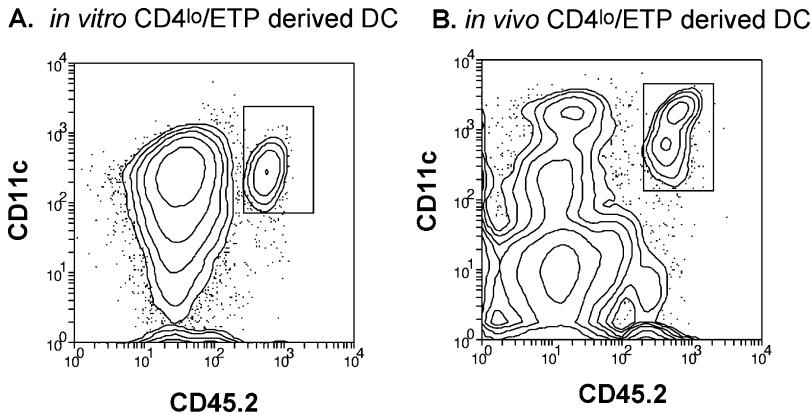 A. in vitro CD4lo/ETP derived DC
B. in vivo CD4lo/ETP derived DC
CD11c
10^4
10^3
10^2
10^1
10^0
10^0 10^1 10^2 10^3 10^4
CD45.2
CD11c
10^4
10^3
10^2
10^1
10^0
10^0 10^1 10^2 10^3 10^4
CD45.2